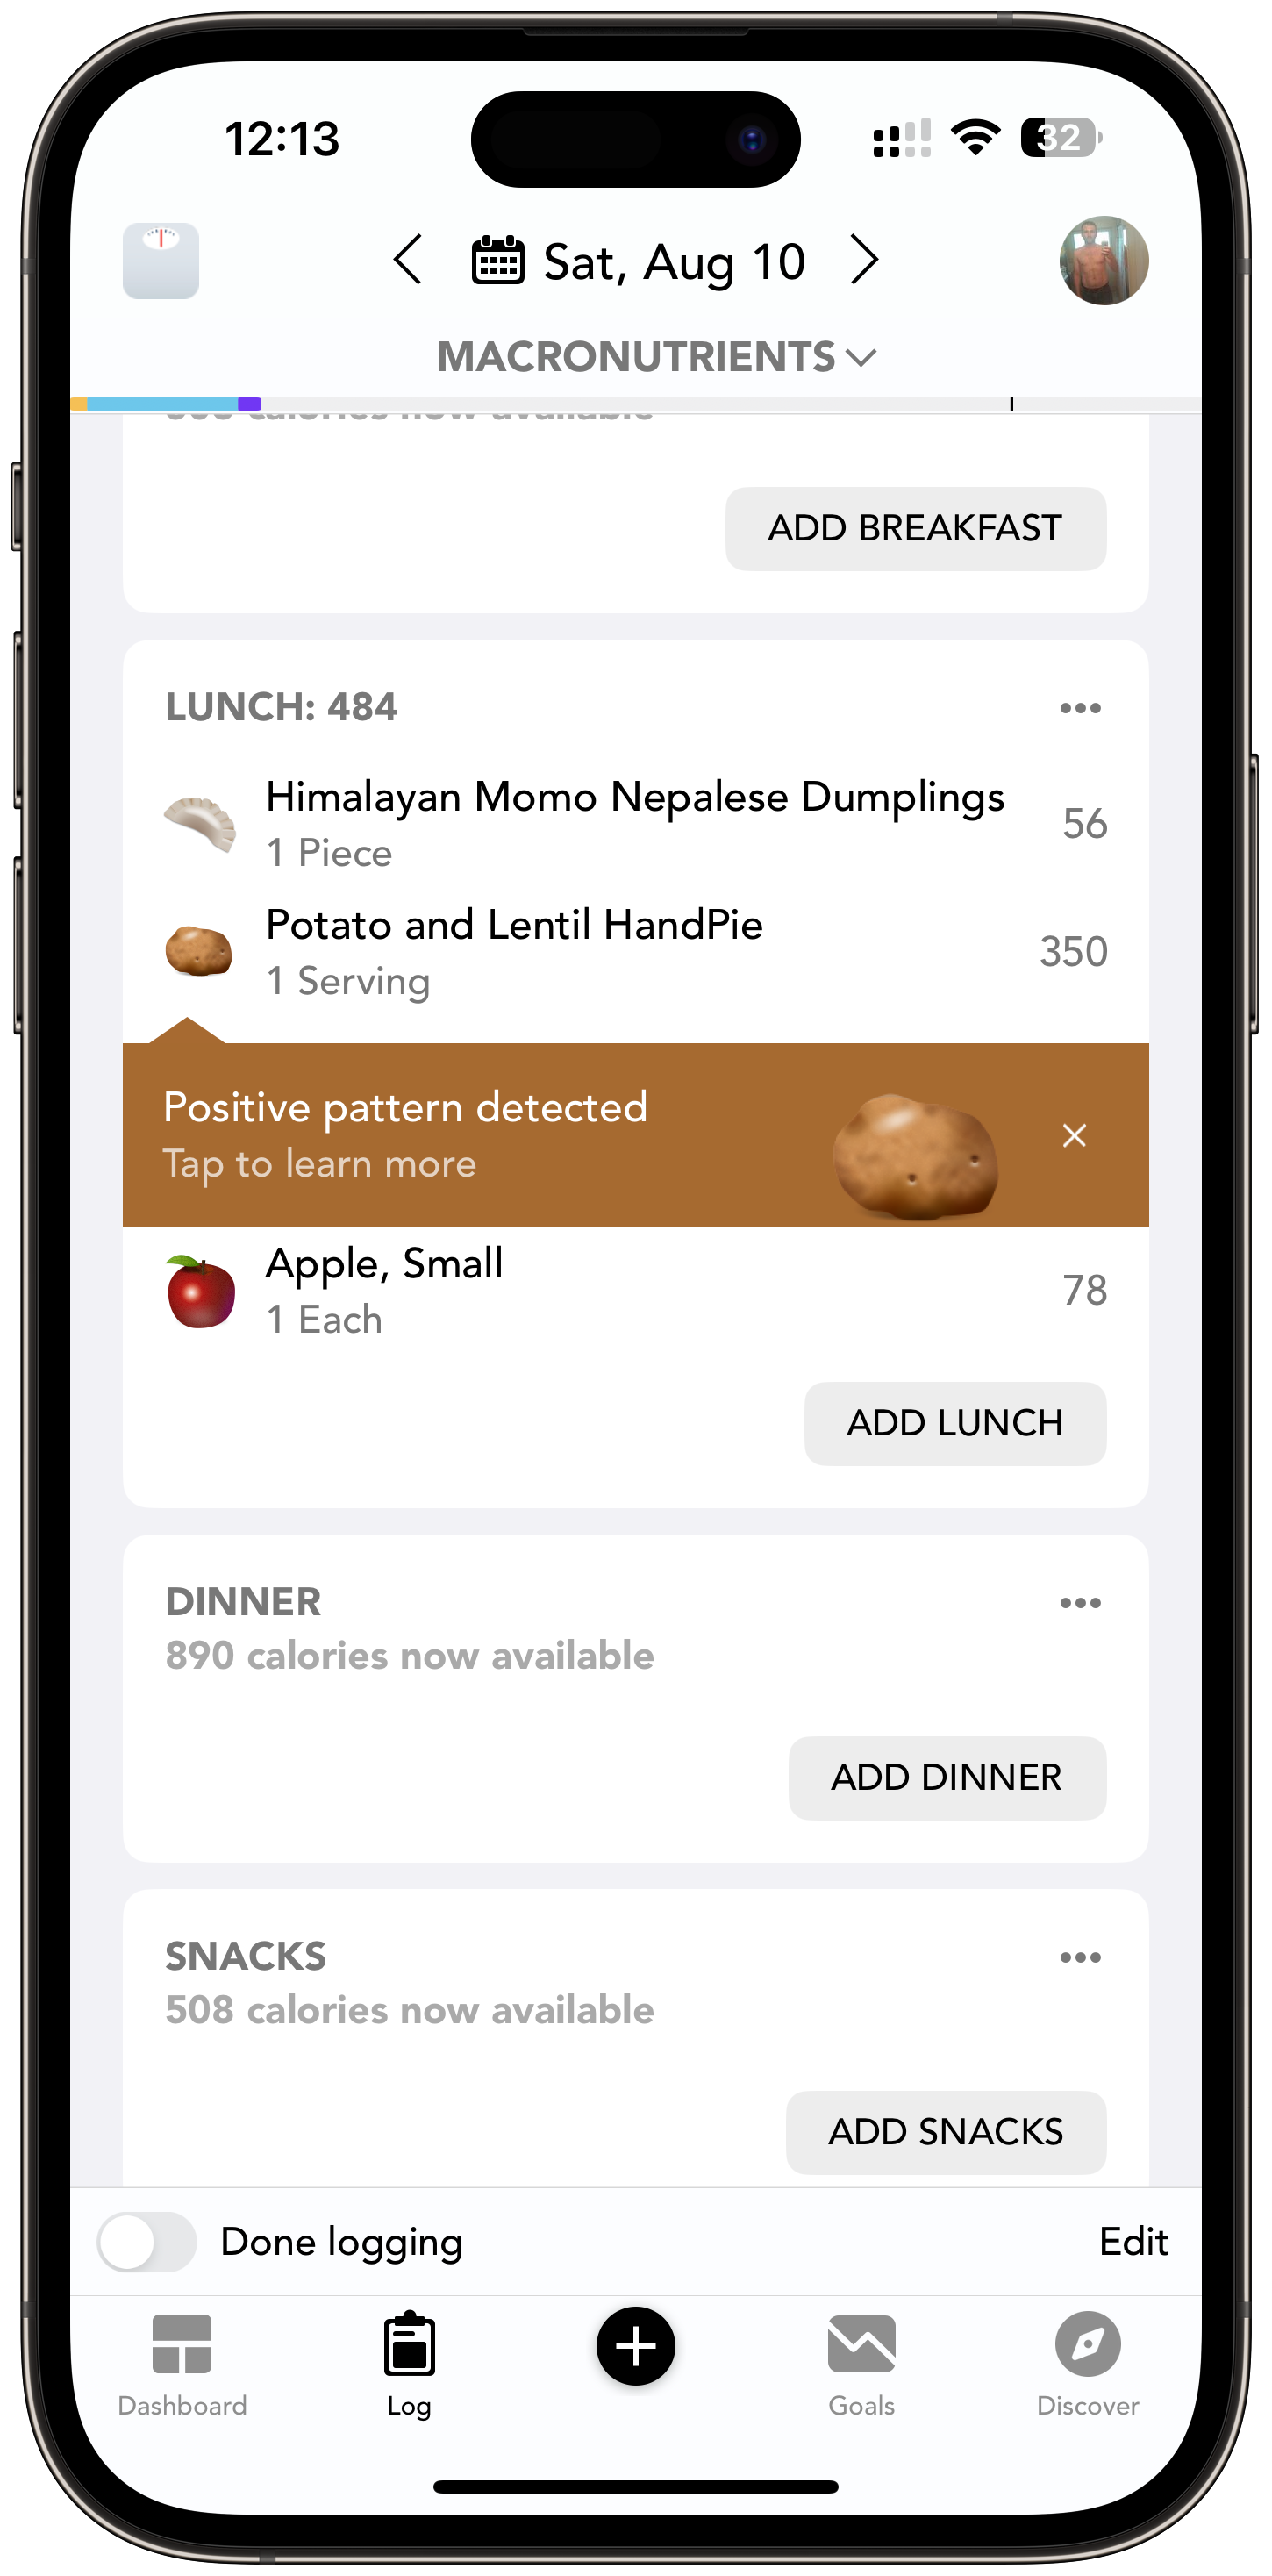 12:13
32
Sat, Aug 10
MACRONUTRIENTS
calories now available
ADD BREAKFAST
LUNCH: 484
Himalayan Momo Nepalese Dumplings
56
1 Piece
Potato and Lentil HandPie
350
1 Serving
Positive pattern detected
Tap to learn more
Apple, Small
78
1 Each
ADD LUNCH
DINNER
890 calories now available
ADD DINNER
SNACKS
508 calories now available
ADD SNACKS
Done logging
Edit
Dashboard
Log
Goals
Discover